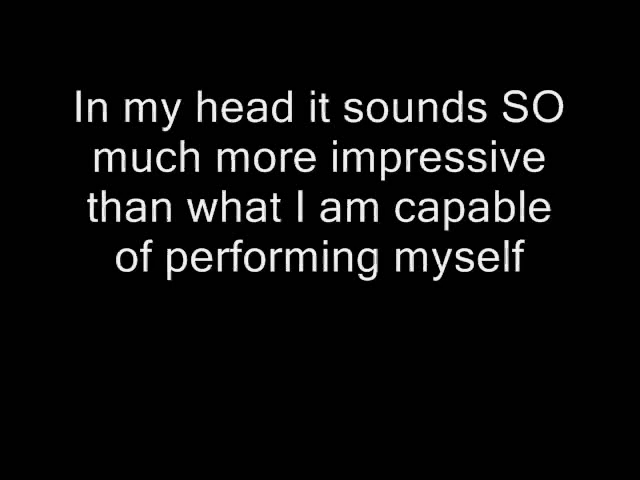 In my head it sounds SO
much more impressive
than what I am capable
of performing myself